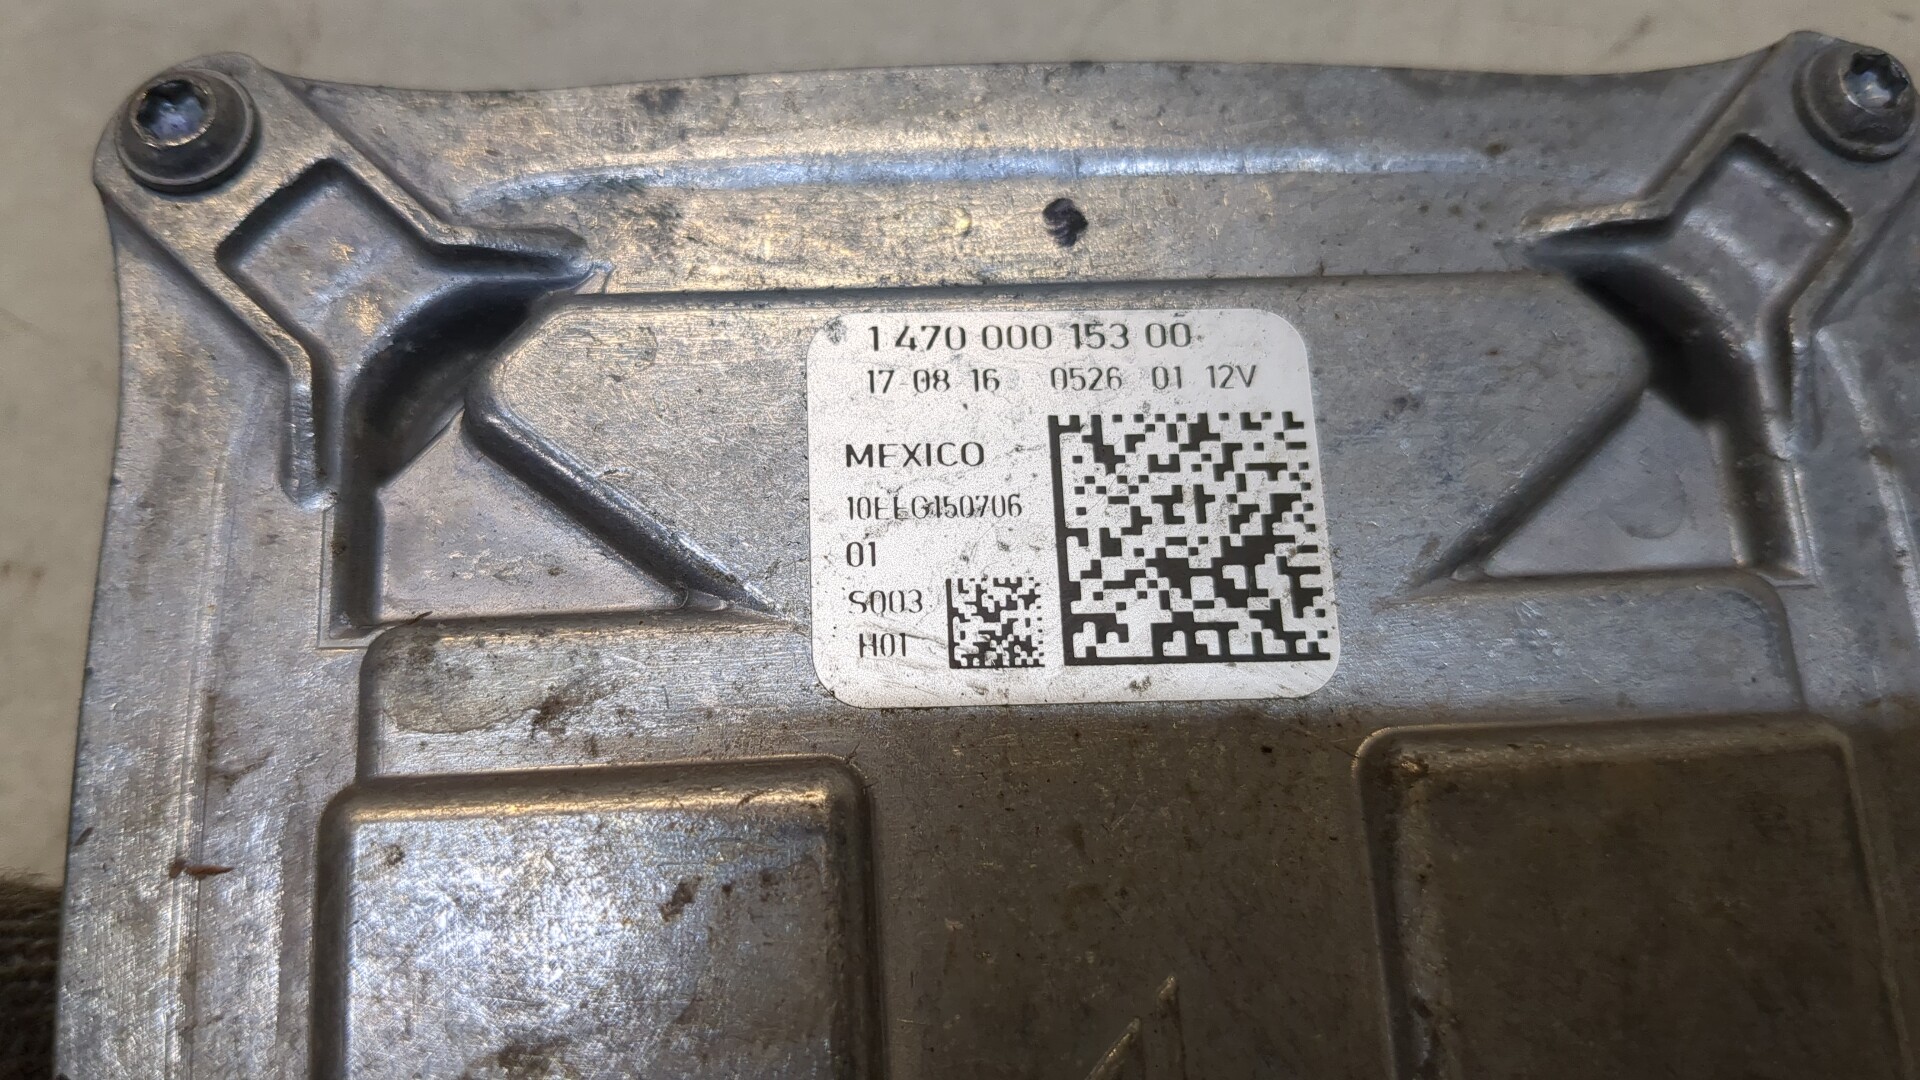 1 470 000 153 00
17 08 16 0526 01 12V
MEXICO
10EEG150706
01
S003
H01